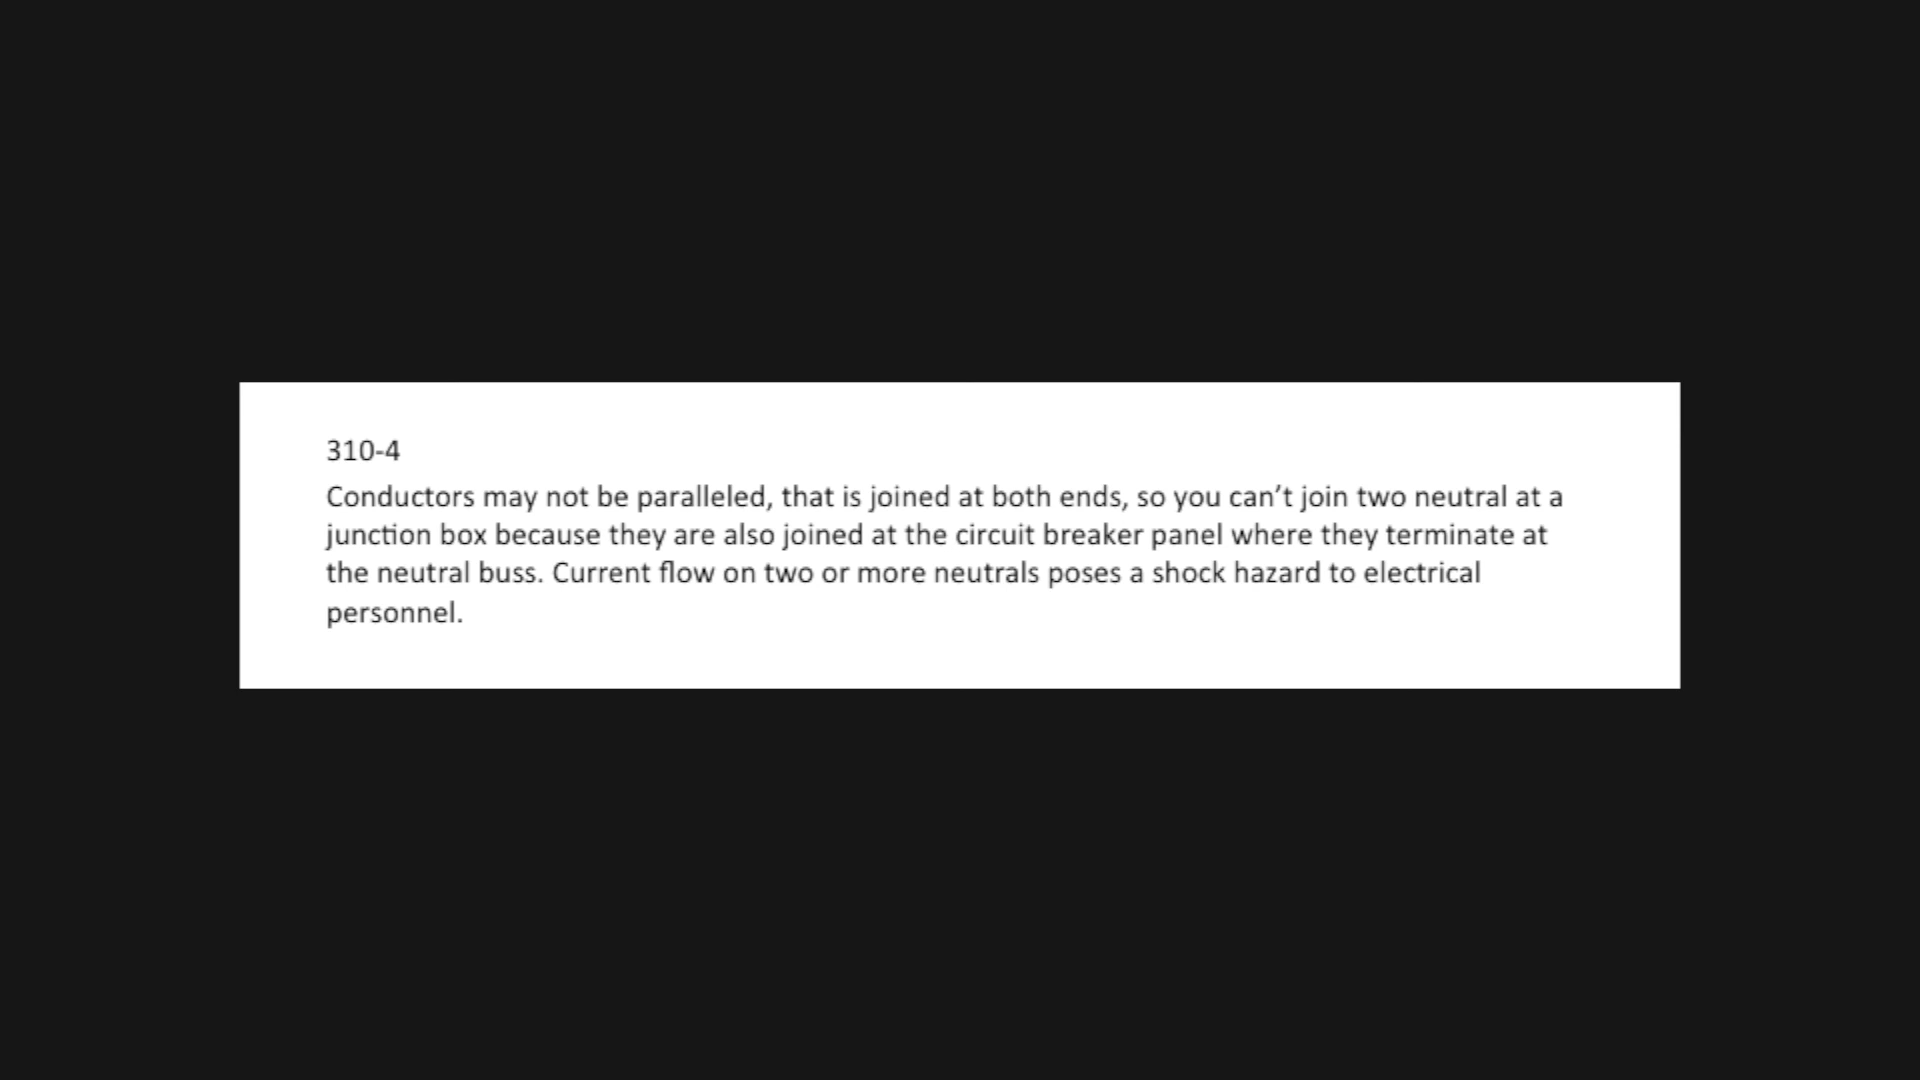 310-4
Conductors may not be paralleled, that is joined at both ends, so you can’t join two neutral at a
junction box because they are also joined at the circuit breaker panel where they terminate at
the neutral buss. Current flow on two or more neutrals poses a shock hazard to electrical
personnel.